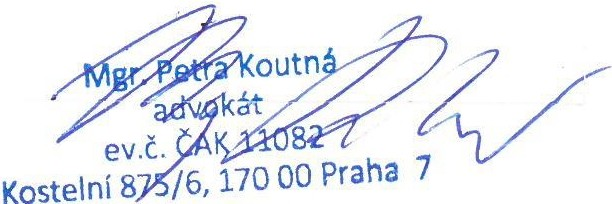 Mgr. Petra Koutná
advokát
ev.č. ČAK 11082
Kostelní 875/6, 170 00 Praha 7